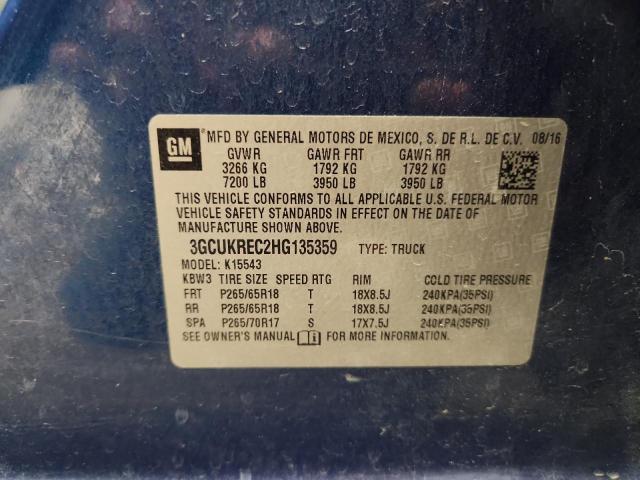 GM MFD BY GENERAL MOTORS DE MEXICO, S. DE R.L. DE C.V. 08/16
GVWR GAWR FRT GAWR RR
3266 KG 1792 KG 1792 KG
7200 LB 3950 LB 3950 LB
THIS VEHICLE CONFORMS TO ALL APPLICABLE U.S. FEDERAL MOTOR
VEHICLE SAFETY STANDARDS IN EFFECT ON THE DATE OF
MANUFACTURE SHOWN ABOVE.
3GCUKREC2HG135359 TYPE: TRUCK
MODEL: K15543
KBW3 TIRE SIZE SPEED RTG RIM COLD TIRE PRESSURE
FRT P265/65R18 T 18X8.5J 240KPA(35PSI)
RR P265/65R18 T 18X8.5J 240KPA(35PSI)
SPA P265/70R17 S 17X7.5J 240KPA(35PSI)
SEE OWNER'S MANUAL FOR MORE INFORMATION.